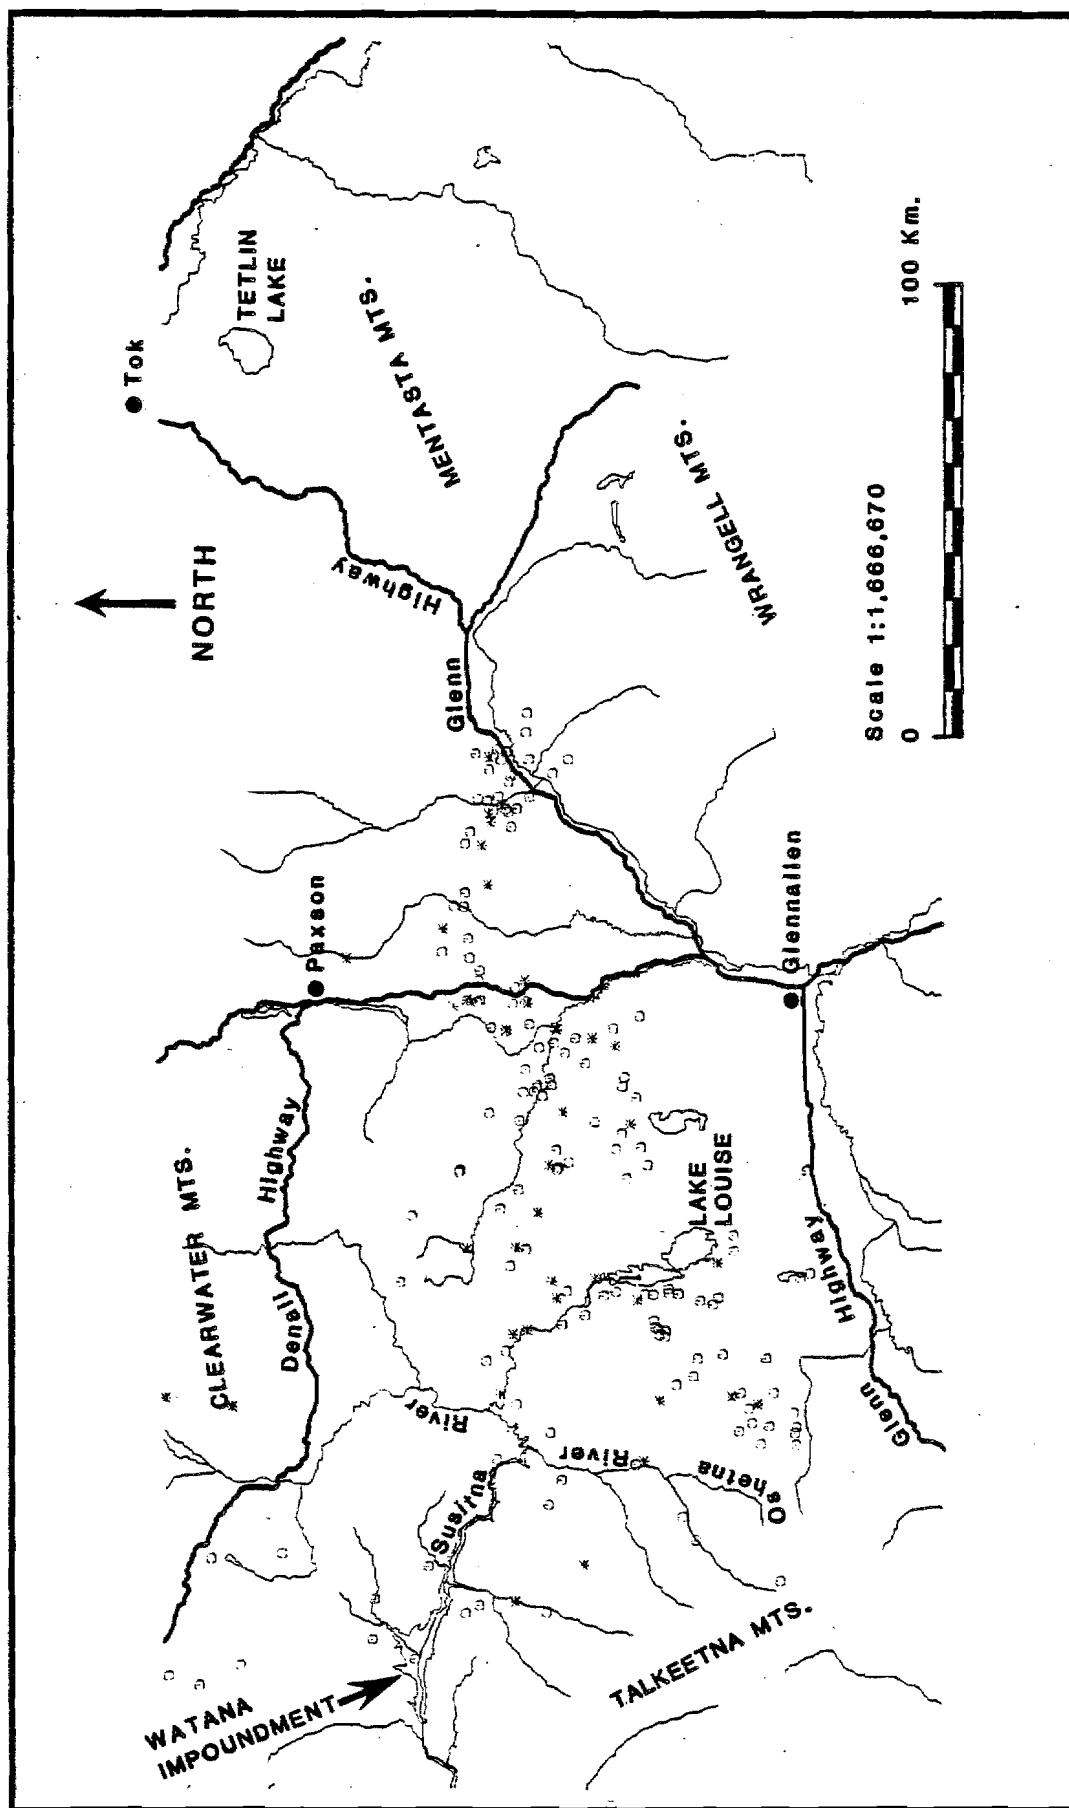 Tok
TETLIN
LAKE
MENTASTA MTS.
NORTH
Highway
Glenn
WRANGELL MTS.
Scale 1:1,666,670
0
100 Km.
Paxson
Glennallen
CLEARWATER MTS.
Denali
Highway
LAKE
LOUISE
Glenn
Highway
River
Susitna
River
Oshetna
WATANA
IMPOUNDMENT
TALKEETNA MTS.